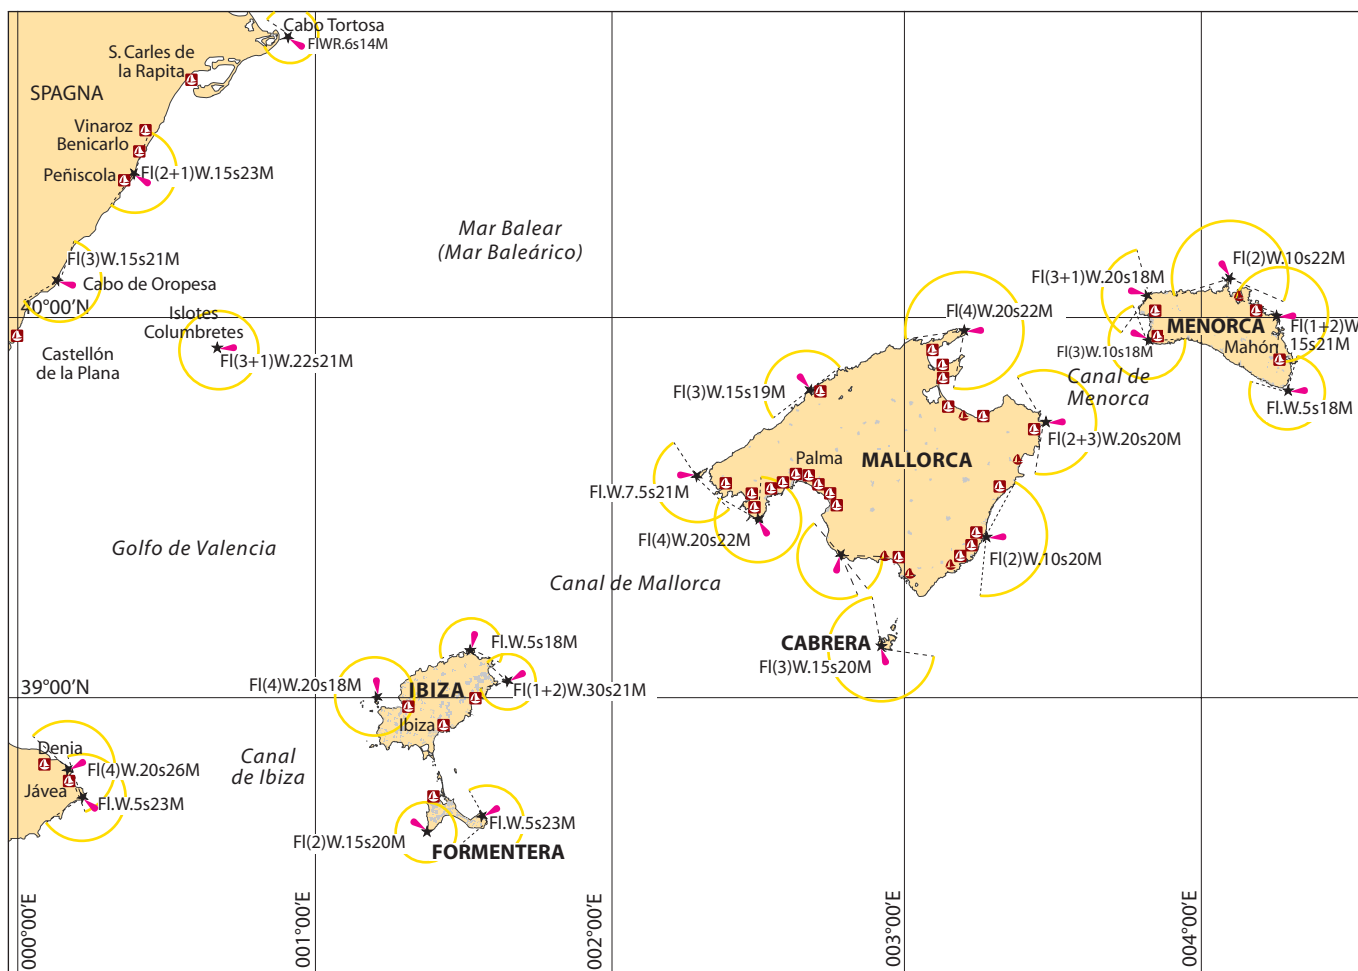 Cabo Tortosa
FlWR.6s14M
S. Carles de
la Rapita
SPAGNA
Vinaroz
Benicarlo
Peñiscola
Fl(2+1)W.15s23M
Mar Balear
(Mar Baleárico)
Fl(3)W.15s21M
Cabo de Oropesa
40°00'N
Islotes
Columbretes
Fl(3+1)W.22s21M
Castellón
de la Plana
Fl(2)W.10s22M
Fl(3+1)W.20s18M
Fl(4)W.20s22M
MENORCA
Fl(1+2)W
15s21M
Mahón
Fl(3)W.10s18M
Canal de
Menorca
Fl.W.5s18M
Fl(3)W.15s19M
Fl(2+3)W.20s20M
Palma
MALLORCA
Fl.W.7.5s21M
Fl(4)W.20s22M
Golfo de Valencia
Canal de Mallorca
Fl(2)W.10s20M
CABRERA
Fl(3)W.15s20M
Fl.W.5s18M
Fl(4)W.20s18M
IBIZA
Fl(1+2)W.30s21M
39°00'N
Ibiza
Denia
Fl(4)W.20s26M
Jávea
Fl.W.5s23M
Canal
de Ibiza
Fl.W.5s23M
Fl(2)W.15s20M
FORMENTERA
000°00'E
001°00'E
002°00'E
003°00'E
004°00'E